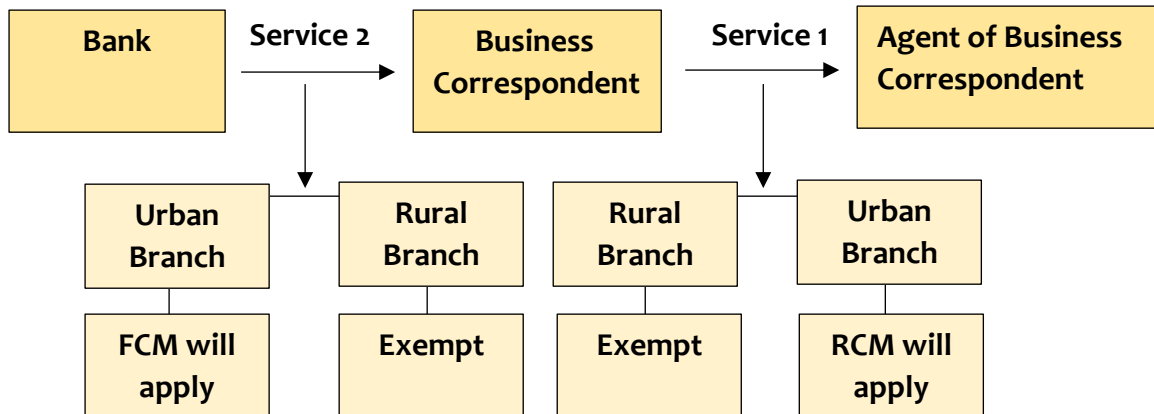 Bank
Service 2
Business
Correspondent
Service 1
Agent of Business
Correspondent
Urban
Branch
Rural
Branch
Rural
Branch
Urban
Branch
FCM will
apply
Exempt
Exempt
RCM will
apply